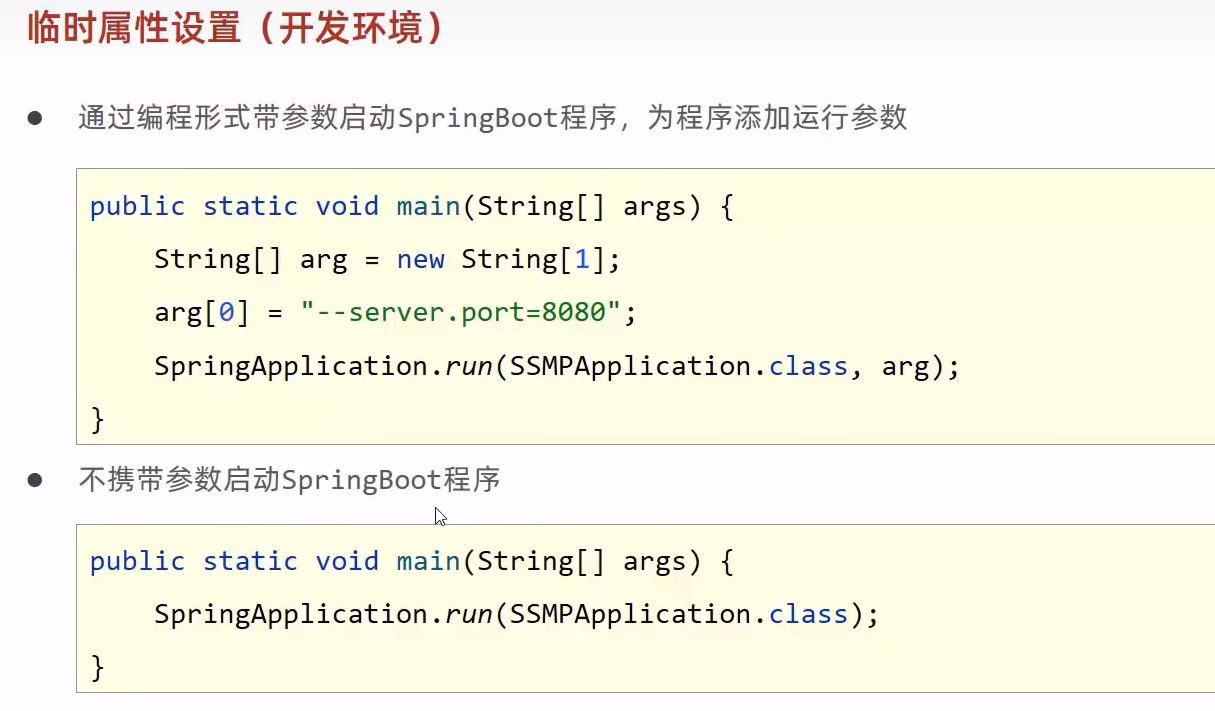 临时属性设置（开发环境）
● 通过编程形式带参数启动SpringBoot程序，为程序添加运行参数
public static void main(String[] args) {
    String[] arg = new String[1];
    arg[0] = "--server.port=8080";
    SpringApplication.run(SSMPApplication.class, arg);
}
● 不携带参数启动SpringBoot程序
public static void main(String[] args) {
    SpringApplication.run(SSMPApplication.class);
}